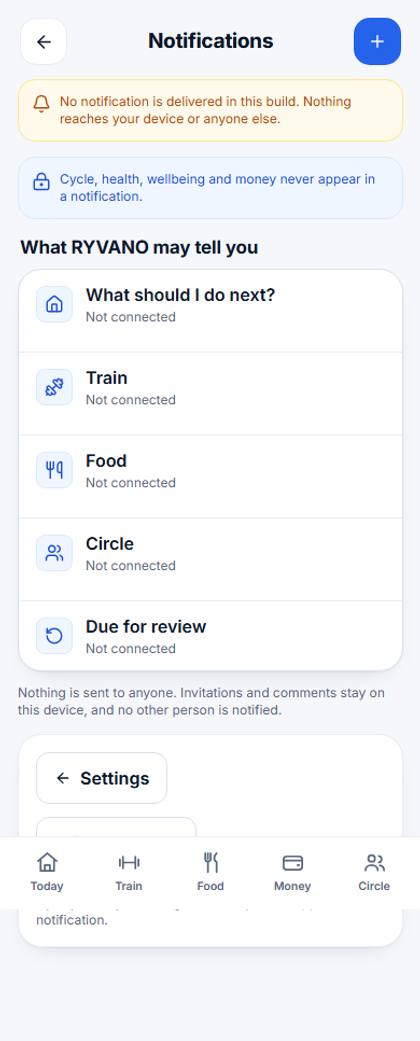 Notifications
No notification is delivered in this build. Nothing
reaches your device or anyone else.
Cycle, health, wellbeing and money never appear in
a notification.
What RYVANO may tell you
What should I do next?
Not connected
Train
Not connected
Food
Not connected
Circle
Not connected
Due for review
Not connected
Nothing is sent to anyone. Invitations and comments stay on
this device, and no other person is notified.
Settings
Today
Train
Food
Money
Circle
notification.